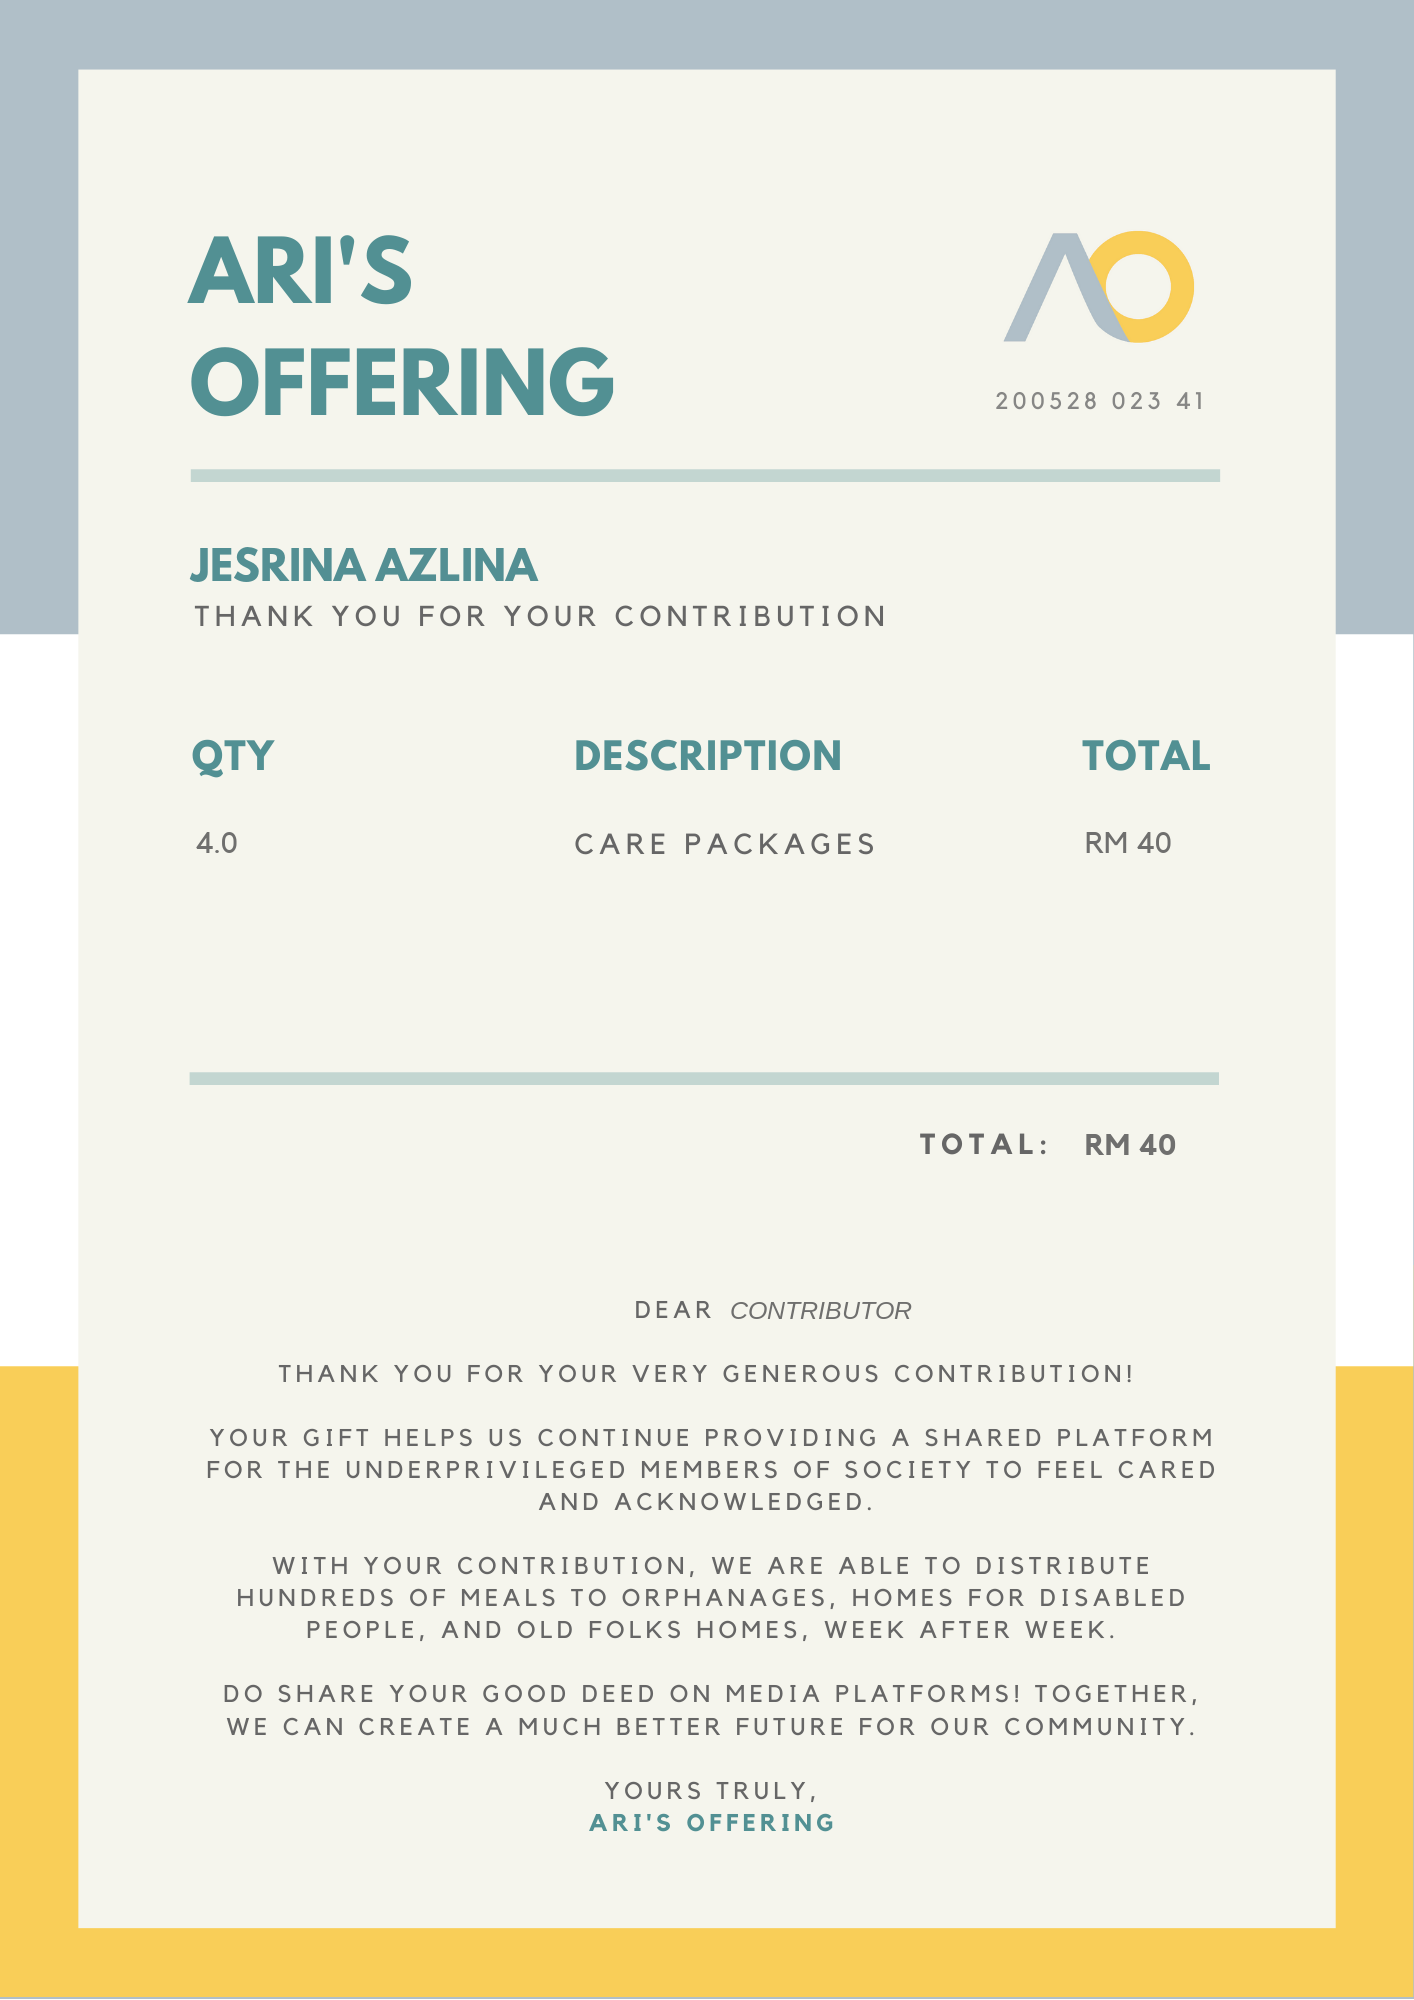 ARI'S
OFFERING
AO
200528 023 41
JESRINA AZLINA
THANK YOU FOR YOUR CONTRIBUTION
QTY DESCRIPTION TOTAL
4.0 CARE PACKAGES RM 40
TOTAL: RM 40
DEAR CONTRIBUTOR
THANK YOU FOR YOUR VERY GENEROUS CONTRIBUTION!
YOUR GIFT HELPS US CONTINUE PROVIDING A SHARED PLATFORM
FOR THE UNDERPRIVILEGED MEMBERS OF SOCIETY TO FEEL CARED
AND ACKNOWLEDGED.
WITH YOUR CONTRIBUTION, WE ARE ABLE TO DISTRIBUTE
HUNDREDS OF MEALS TO ORPHANAGES, HOMES FOR DISABLED
PEOPLE, AND OLD FOLKS HOMES, WEEK AFTER WEEK.
DO SHARE YOUR GOOD DEED ON MEDIA PLATFORMS! TOGETHER,
WE CAN CREATE A MUCH BETTER FUTURE FOR OUR COMMUNITY.
YOURS TRULY,
ARI'S OFFERING